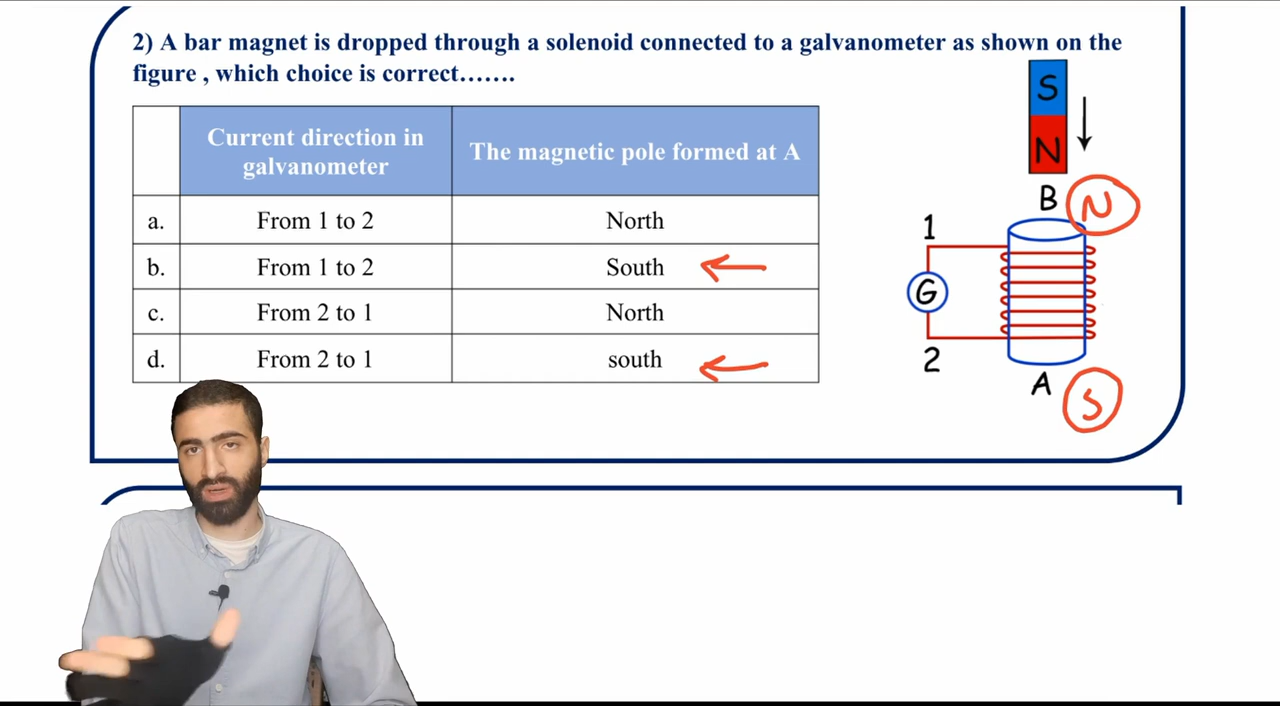 2) A bar magnet is dropped through a solenoid connected to a galvanometer as shown on the
figure , which choice is correct…….
Current direction in galvanometer
The magnetic pole formed at A
a. From 1 to 2 North
b. From 1 to 2 South
c. From 2 to 1 North
d. From 2 to 1 south
S
N
B N
1
G
2
A S